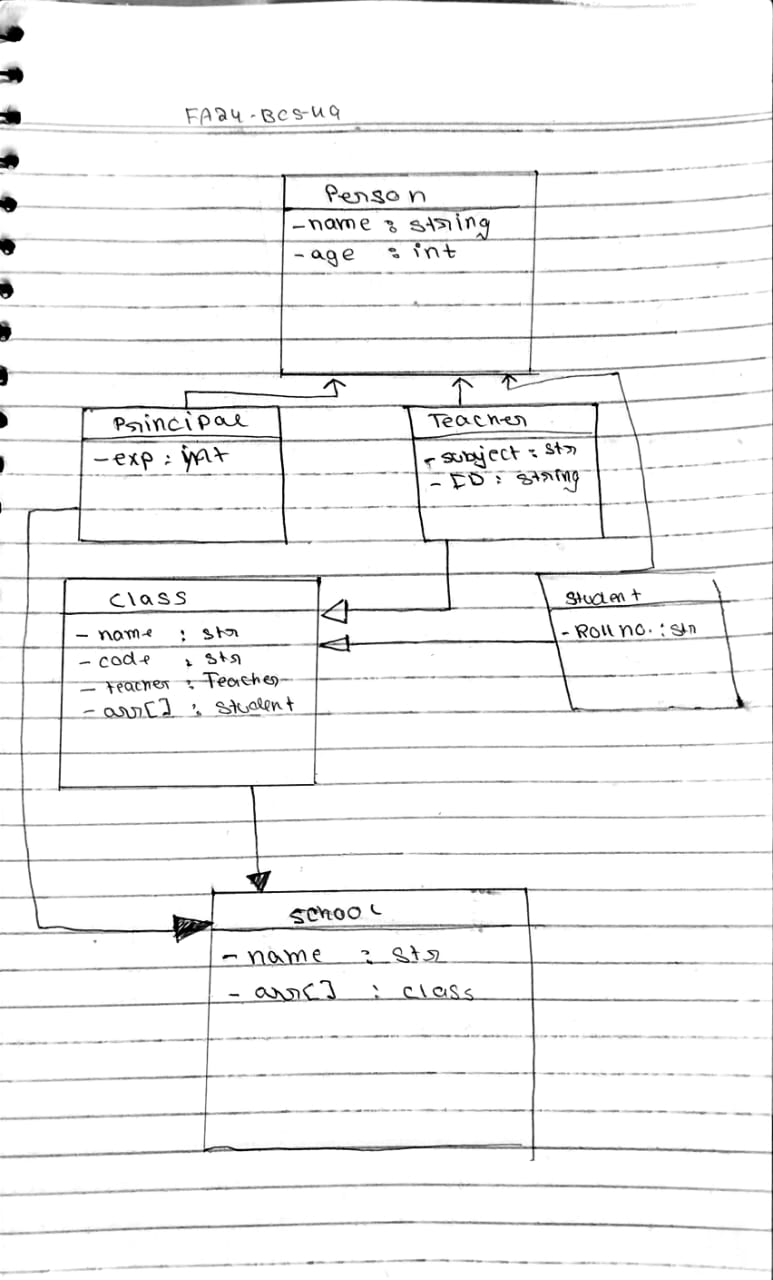 FA24-BCS-49
Person
- name : string
- age : int
Principal
- exp : int
Teacher
- subject : str
- ID : string
Class
- name : str
- code : str
- teacher : Teacher
- arr[] : Student
Student
- Roll no. : str
School
- name : str
- arr[] : class